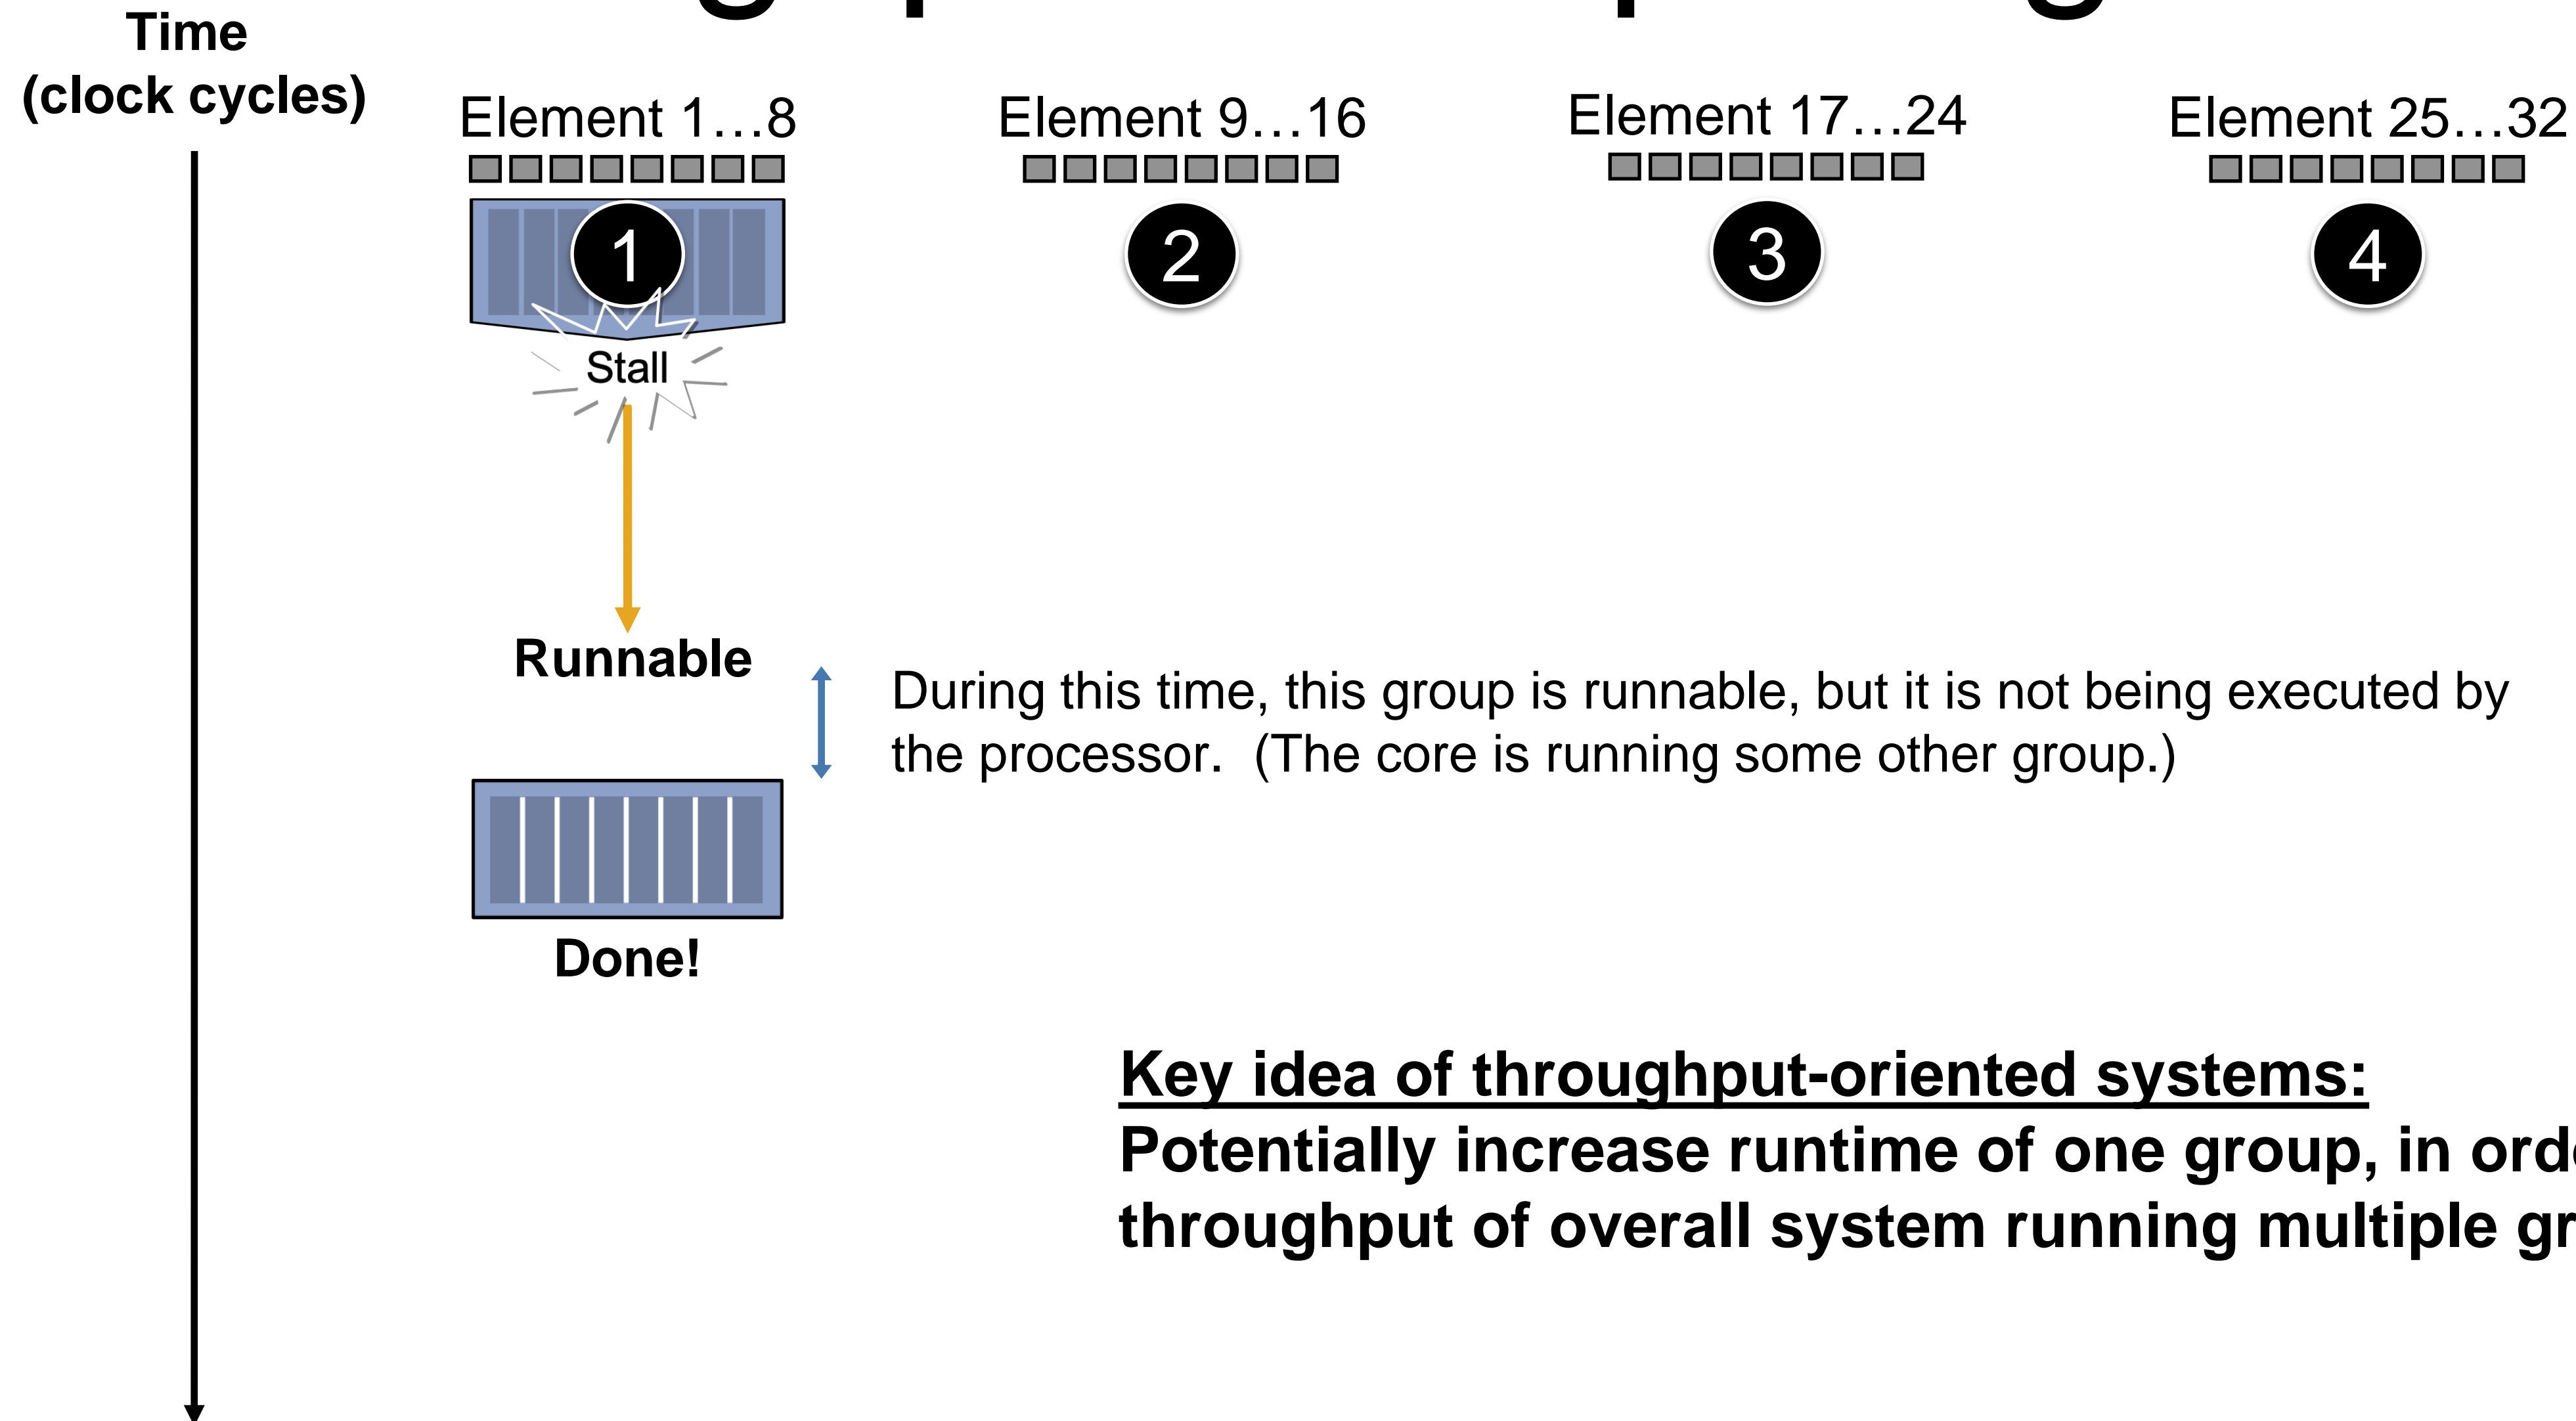 Time
(clock cycles)
Element 1…8
Element 9…16
Element 17…24
Element 25…32
1
2
3
4
Stall
Runnable
During this time, this group is runnable, but it is not being executed by
the processor.  (The core is running some other group.)
Done!
Key idea of throughput-oriented systems:
Potentially increase runtime of one group, in
throughput of overall system running multiple